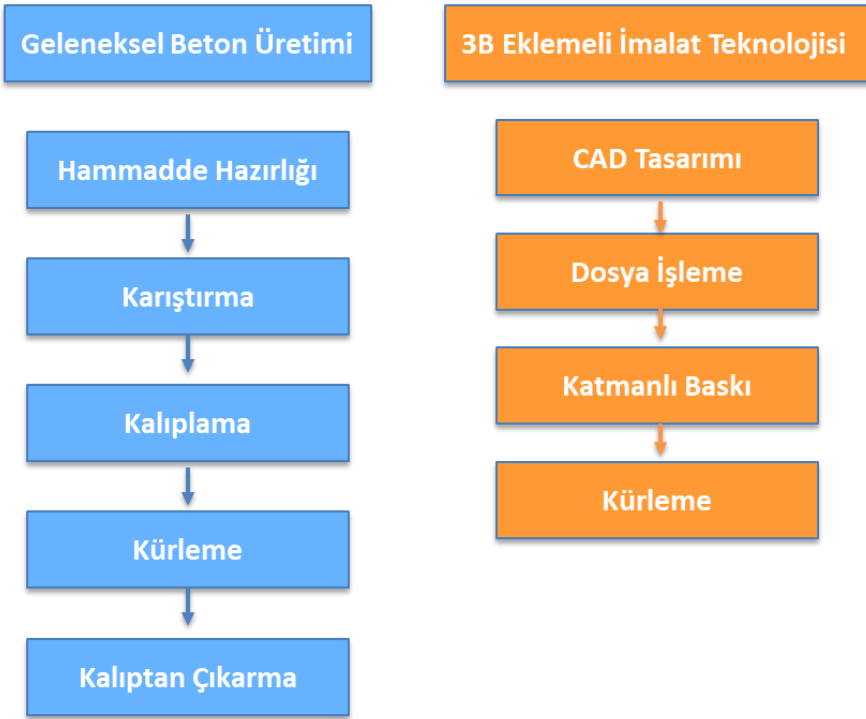 Geleneksel Beton Üretimi
Hammadde Hazırlığı
Karıştırma
Kalıplama
Kürleme
Kalıptan Çıkarma
3B Eklemeli İmalat Teknolojisi
CAD Tasarımı
Dosya İşleme
Katmanlı Baskı
Kürleme